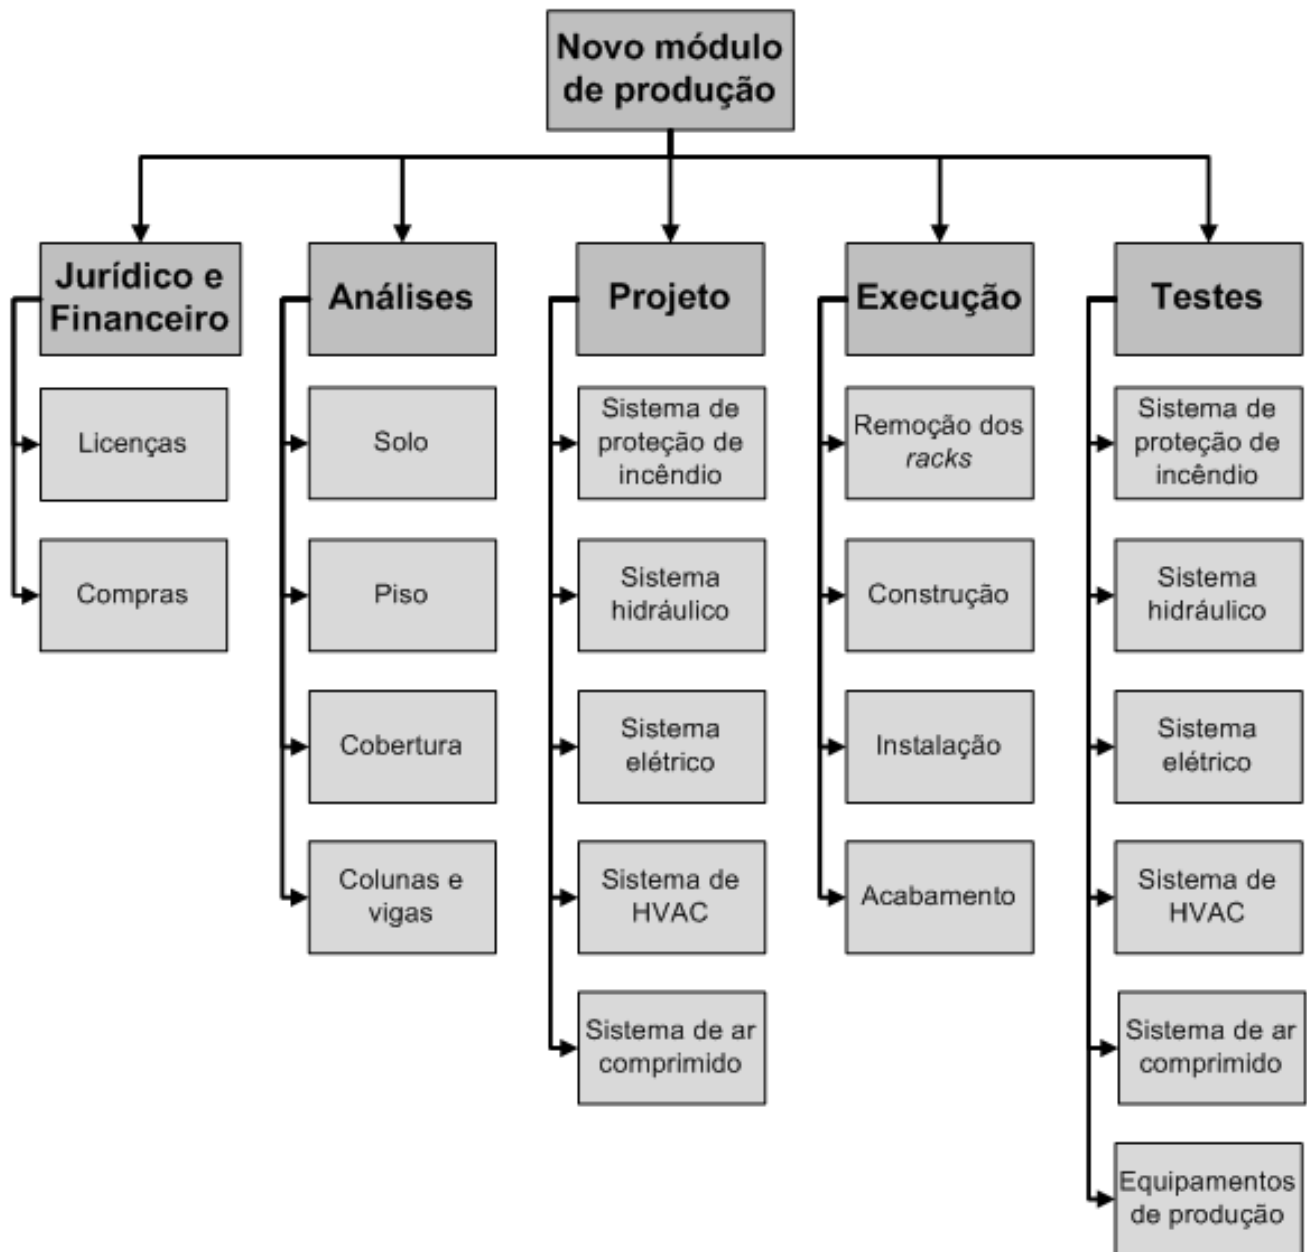 Novo módulo
de produção
Jurídico e
Financeiro
Licenças
Compras
Análises
Solo
Piso
Cobertura
Colunas e
vigas
Projeto
Sistema de
proteção de
incêndio
Sistema
hidráulico
Sistema
elétrico
Sistema de
HVAC
Sistema de ar
comprimido
Execução
Remoção dos
racks
Construção
Instalação
Acabamento
Testes
Sistema de
proteção de
incêndio
Sistema
hidráulico
Sistema
elétrico
Sistema de
HVAC
Sistema de ar
comprimido
Equipamentos
de produção